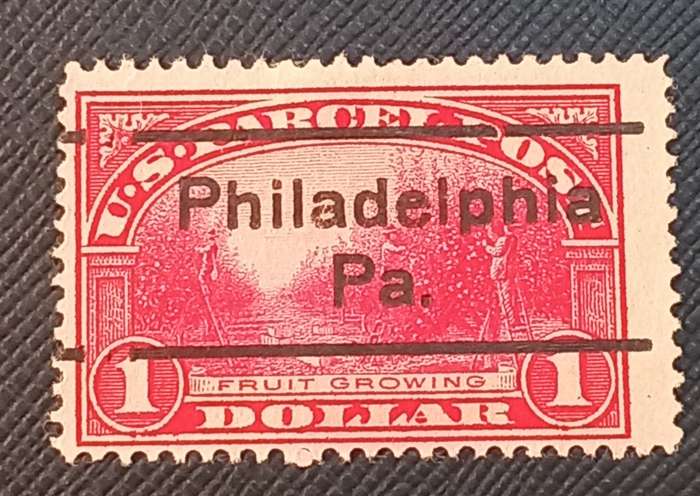 U.S. PARCEL POST
Philadelphia
Pa.
FRUIT GROWING
1 1
DOLLAR